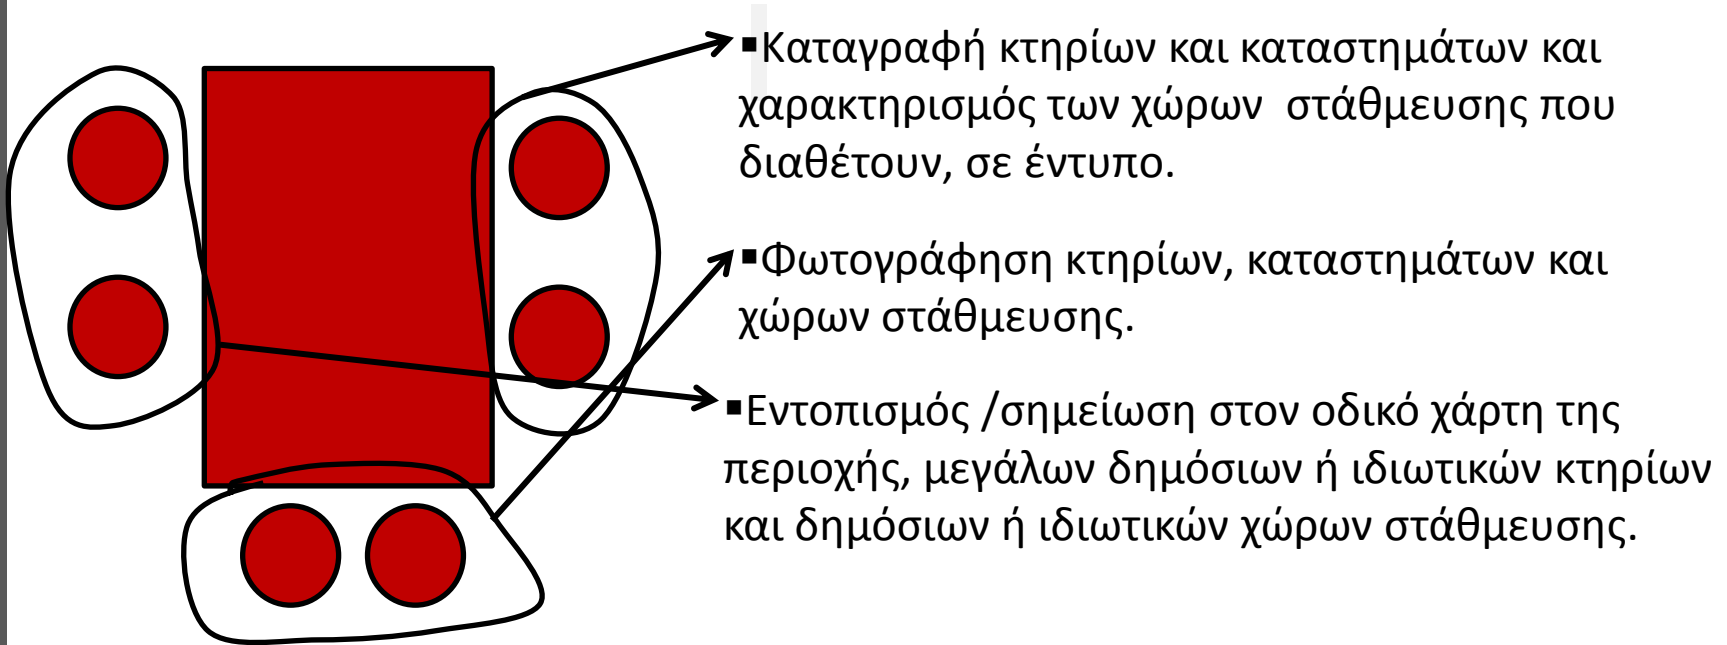 ▪Καταγραφή κτηρίων και καταστημάτων και
χαρακτηρισμός των χώρων στάθμευσης που
διαθέτουν, σε έντυπο.
▪Φωτογράφηση κτηρίων, καταστημάτων και
χώρων στάθμευσης.
▪Εντοπισμός /σημείωση στον οδικό χάρτη της
περιοχής, μεγάλων δημόσιων ή ιδιωτικών κτηρίων
και δημόσιων ή ιδιωτικών χώρων στάθμευσης.